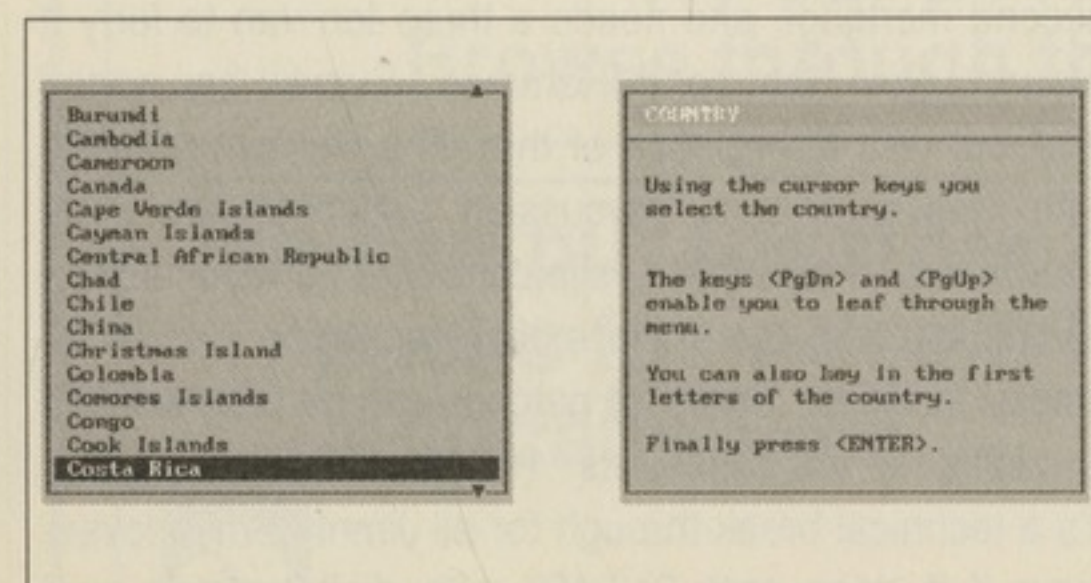 Burundi
Cambodia
Cameroon
Canada
Cape Verde Islands
Cayman Islands
Central African Republic
Chad
Chile
China
Christmas Island
Colombia
Comores Islands
Congo
Cook Islands
Costa Rica
COUNTRY
Using the cursor keys you
select the country.
The keys <PgDn> and <PgUp>
enable you to leaf through the
menu.
You can also key in the first
letters of the country.
Finally press <ENTER>.